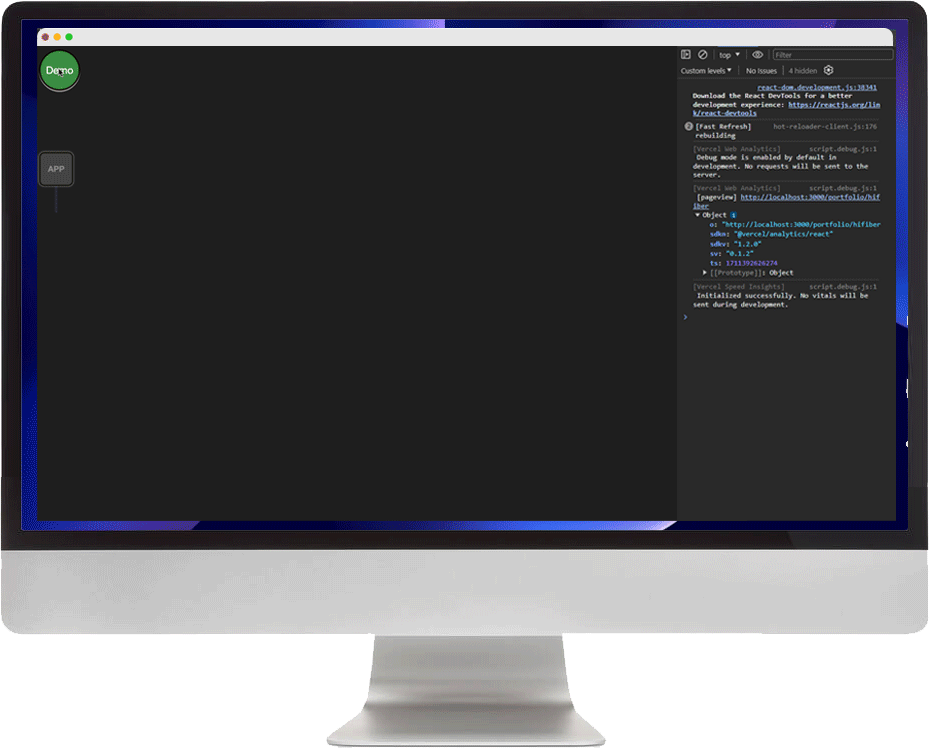 Demo
APP
top
Filter
Custom levels
No Issues
4 hidden
react-dom.development.js:38341
Download the React DevTools for a better
development experience: https://reactjs.org/lin
k/react-devtools
2 [Fast Refresh] hot-reloader-client.js:176
rebuilding
[Vercel Web Analytics] script.debug.js:1
Debug mode is enabled by default in
development. No requests will be sent to the
server.
[Vercel Web Analytics] script.debug.js:1
[pageview] http://localhost:3000/portfolio/hif
iber
Object i
o: "http://localhost:3000/portfolio/hifiber
sdkn: "@vercel/analytics/react"
sdkv: "1.2.0"
sv: "0.1.2"
ts: 1711392626274
[[Prototype]]: Object
[Vercel Speed Insights] script.debug.js:1
Initialized successfully. No vitals will be
sent during development.